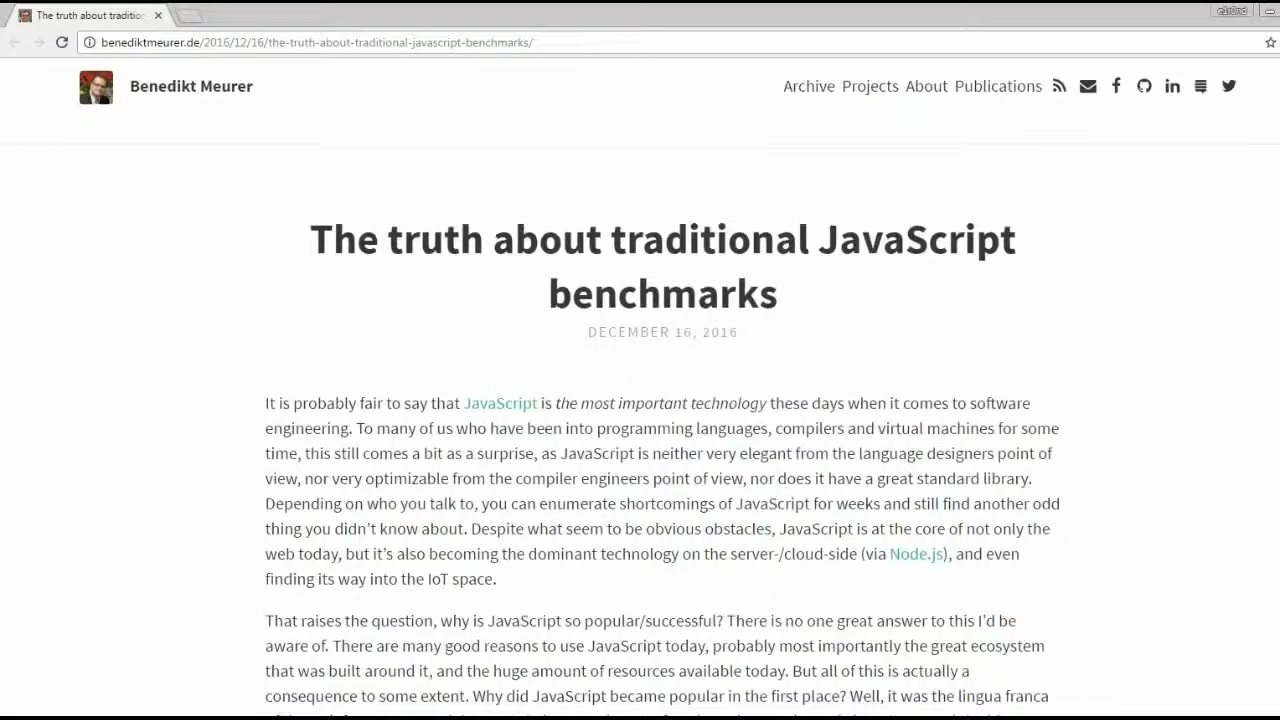 The truth about tradition
e1r0nd
benediktmeurer.de/2016/12/16/the-truth-about-traditional-javascript-benchmarks/
Benedikt Meurer
Archive Projects About Publications
The truth about traditional JavaScript
benchmarks
DECEMBER 16, 2016
It is probably fair to say that JavaScript is the most important technology these days when it comes to software
engineering. To many of us who have been into programming languages, compilers and virtual machines for some
time, this still comes a bit as a surprise, as JavaScript is neither very elegant from the language designers point of
view, nor very optimizable from the compiler engineers point of view, nor does it have a great standard library.
Depending on who you talk to, you can enumerate shortcomings of JavaScript for weeks and still find another odd
thing you didn't know about. Despite what seem to be obvious obstacles, JavaScript is at the core of not only the
web today, but it's also becoming the dominant technology on the server-/cloud-side (via Node.js), and even
finding its way into the IoT space.
That raises the question, why is JavaScript so popular/successful? There is no one great answer to this I'd be
aware of. There are many good reasons to use JavaScript today, probably most importantly the great ecosystem
that was built around it, and the huge amount of resources available today. But all of this is actually a
consequence to some extent. Why did JavaScript became popular in the first place? Well, it was the lingua franca